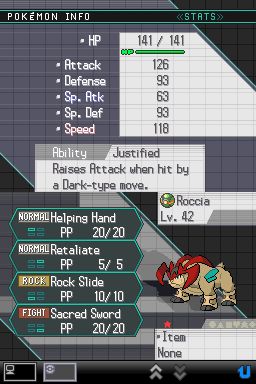 POKéMON INFO
STATS
HP 141/141
HP
Attack 126
Defense 93
Sp. Atk 63
Sp. Def 93
Speed 118
Ability Justified
Raises Attack when hit by
a Dark-type move.
Roccia
Lv. 42
NORMAL Helping Hand
PP 20/20
NORMAL Retaliate
PP 5/ 5
ROCK Rock Slide
PP 10/10
FIGHT Sacred Sword
PP 20/20
Item
None